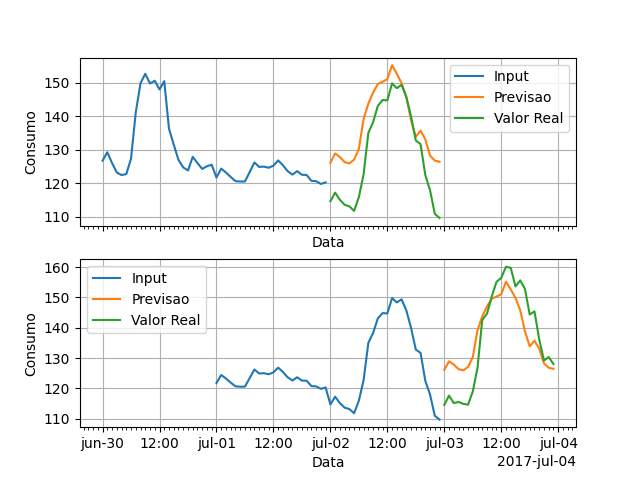 150
140
130
120
110
Consumo
Input
Previsao
Valor Real
Data
160
150
140
130
120
110
Consumo
Input
Previsao
Valor Real
jun-30 12:00 jul-01 12:00 jul-02 12:00 jul-03 12:00 jul-04
Data
2017-jul-04